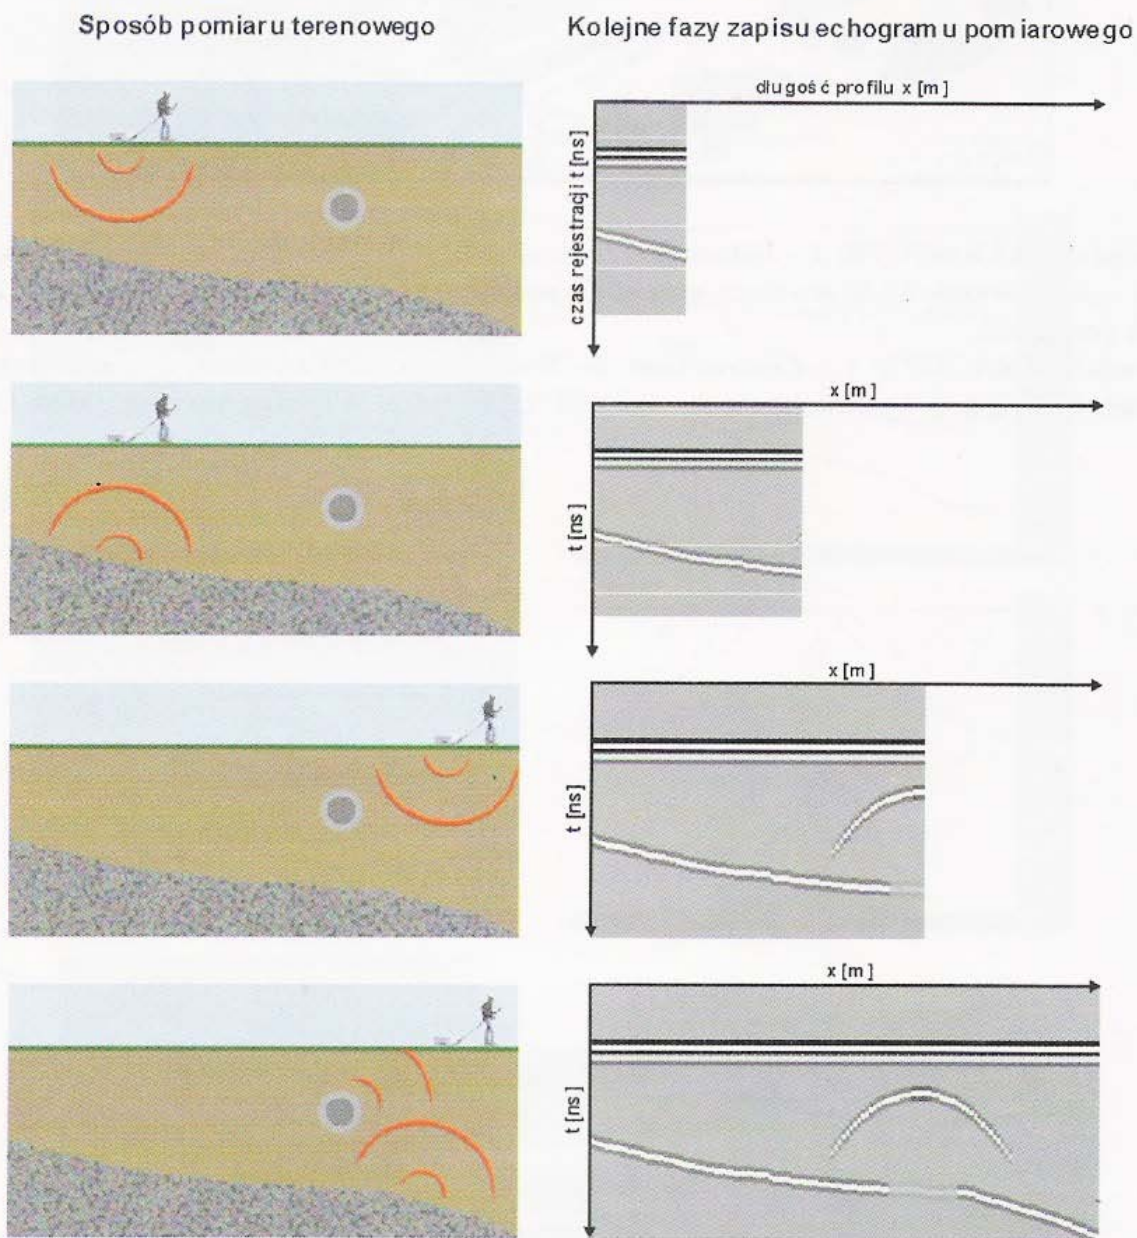 Sposób pomiaru terenowego
Kolejne fazy zapisu echogramu pomiarowego
długość profilu x [m]
czas rejestracji t [ns]
x [m]
t [ns]
x [m]
t [ns]
x [m]
t [ns]